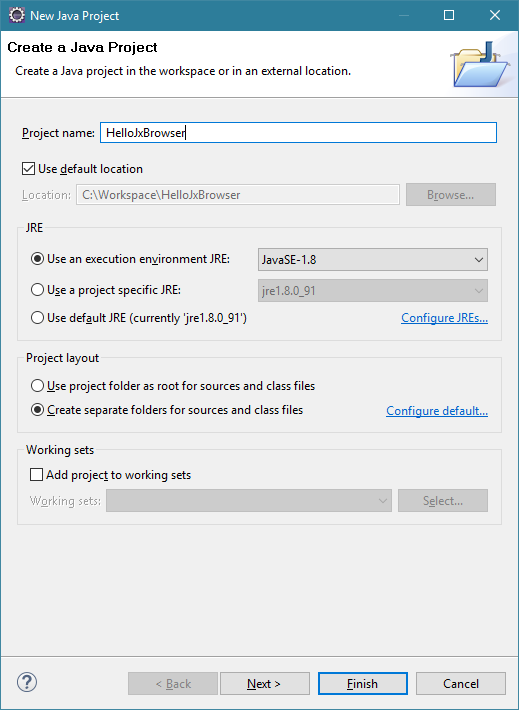 New Java Project
Create a Java Project
Create a Java project in the workspace or in an external location.
Project name: HelloJxBrowser
Use default location
Location: C:\Workspace\HelloJxBrowser Browse...
JRE
Use an execution environment JRE: JavaSE-1.8
Use a project specific JRE: jre1.8.0_91
Use default JRE (currently 'jre1.8.0_91') Configure JREs...
Project layout
Use project folder as root for sources and class files
Create separate folders for sources and class files Configure default...
Working sets
Add project to working sets
Working sets: Select...
? < Back Next > Finish Cancel